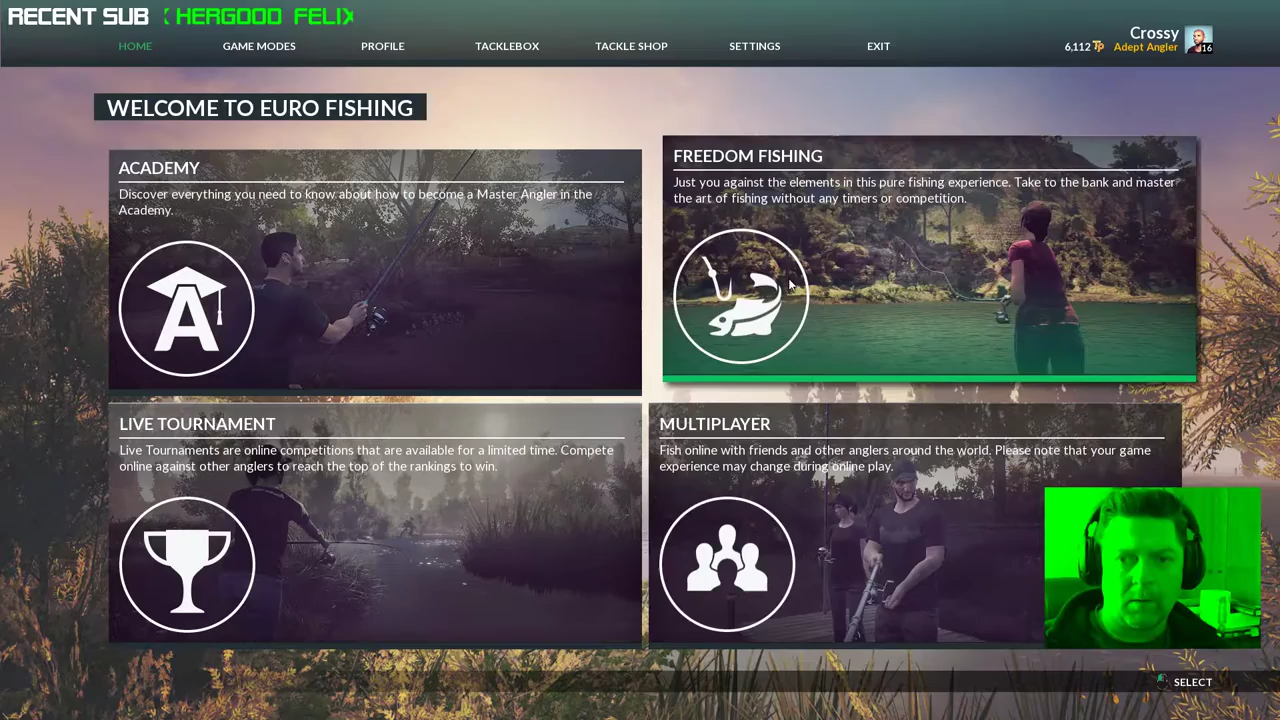 RECENT SUB HERGOOD FELIX
HOME GAME MODES PROFILE TACKLEBOX TACKLE SHOP SETTINGS EXIT
Crossy
6,112 Tp Adept Angler 16
WELCOME TO EURO FISHING
ACADEMY
Discover everything you need to know about how to become a Master Angler in the
Academy.
A
FREEDOM FISHING
Just you against the elements in this pure fishing experience. Take to the bank and master
the art of fishing without any timers or competition.
LIVE TOURNAMENT
Live Tournaments are online competitions that are available for a limited time. Compete
online against other anglers to reach the top of the rankings to win.
MULTIPLAYER
Fish online with friends and other anglers around the world. Please note that your game
experience may change during online play.
SELECT